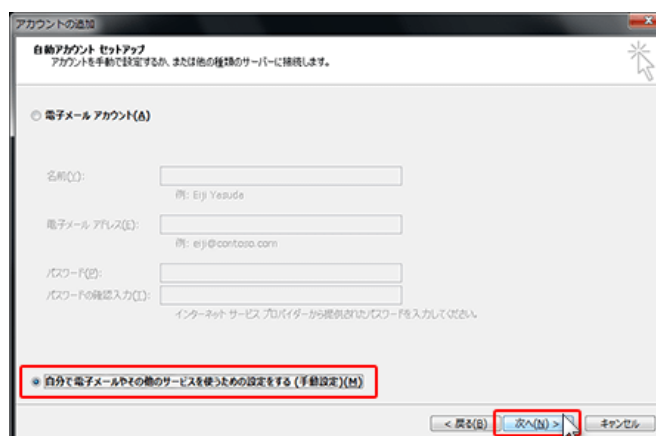 アカウントの追加
自動アカウント セットアップ
アカウントを手動で設定するか、または他の種類のサーバーに接続します。
電子メール アカウント(A)
名前(Y):
例: Eiji Yasuda
電子メール アドレス(E):
例: eiji@contoso.com
パスワード(P):
パスワードの確認入力(T):
インターネット サービス プロバイダーから提供されたパスワードを入力してください。
自分で電子メールやその他のサービスを使うための設定をする (手動設定)(M)
< 戻る(B)
次へ(N) >
キャンセル